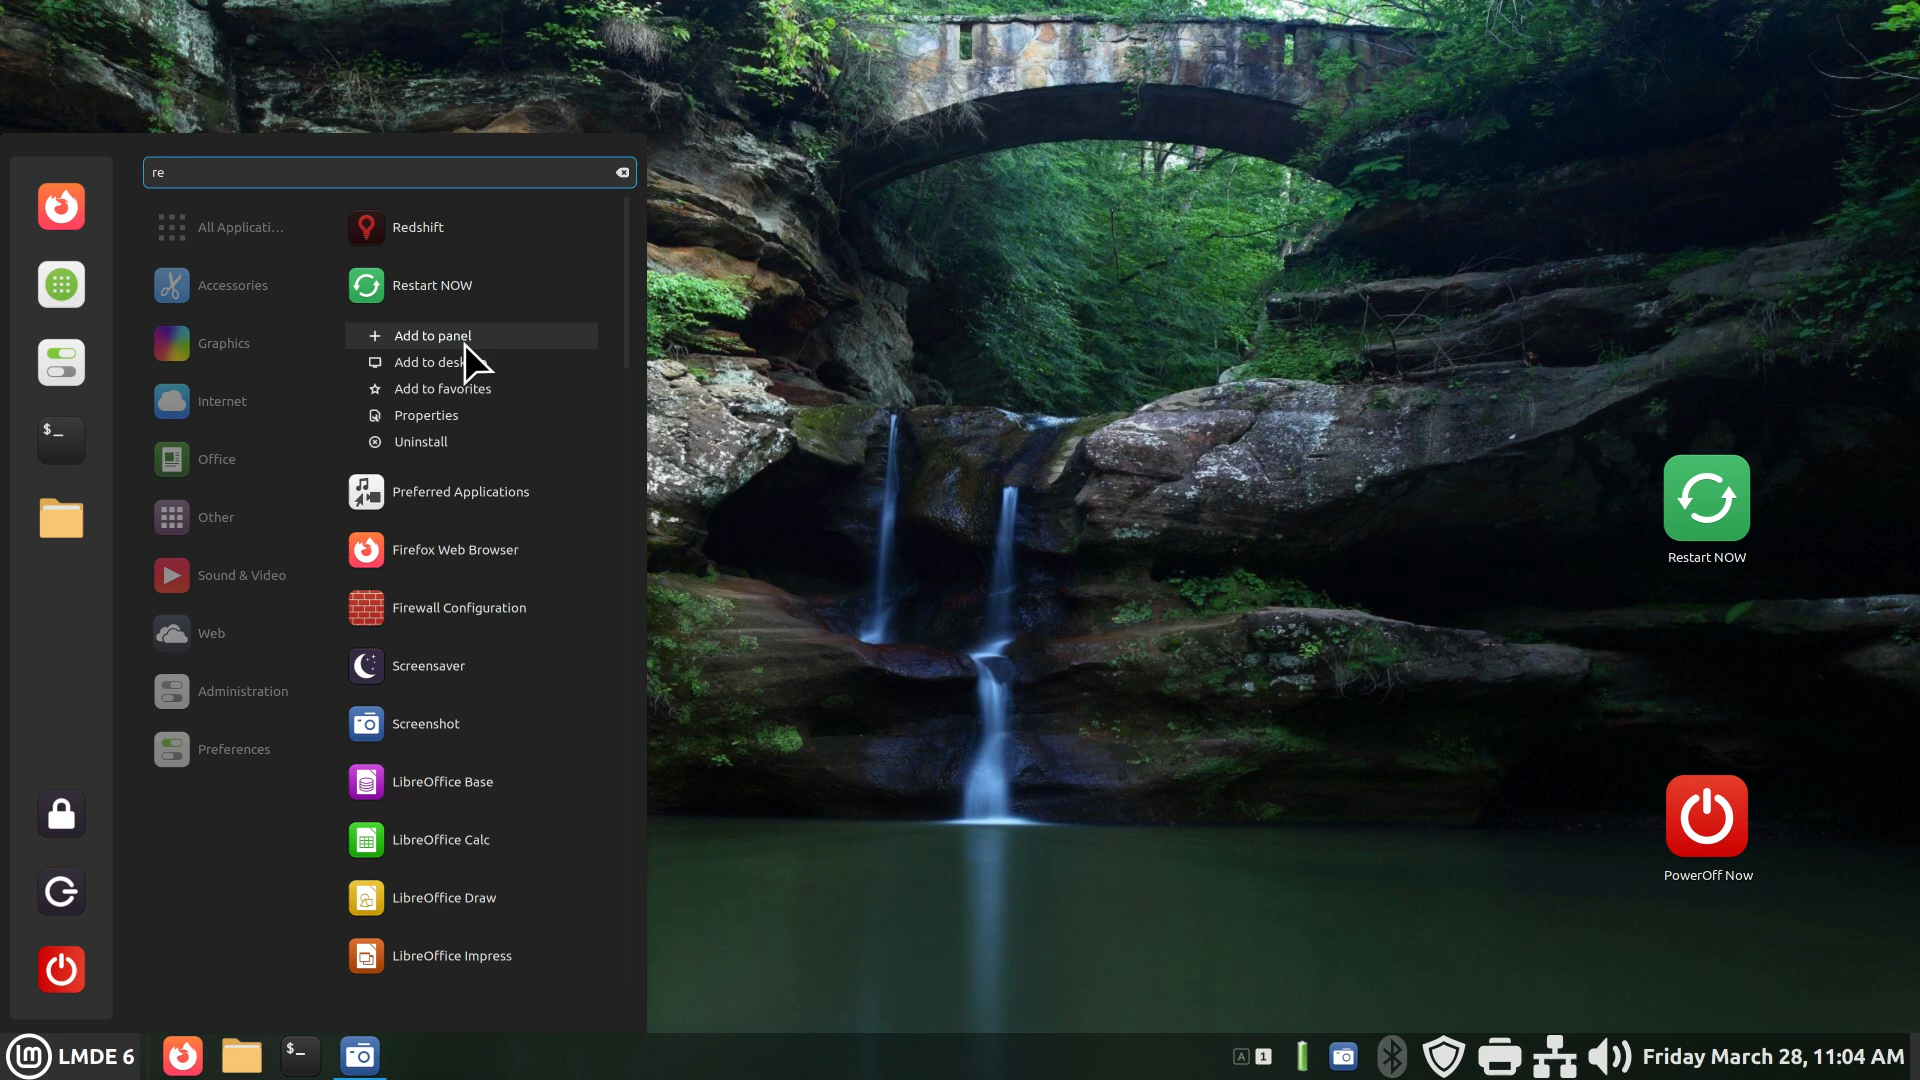 re
All Applicati...
Accessories
Graphics
Internet
Office
Other
Sound & Video
Web
Administration
Preferences
Redshift
Restart NOW
Add to panel
Add to
Add to favorites
Properties
Uninstall
Preferred Applications
Firefox Web Browser
Firewall Configuration
Screensaver
Screenshot
LibreOffice Base
LibreOffice Calc
LibreOffice Draw
LibreOffice Impress
Restart NOW
PowerOff Now
$_
LMDE 6
$_
A 1
Friday March 28, 11:04 AM